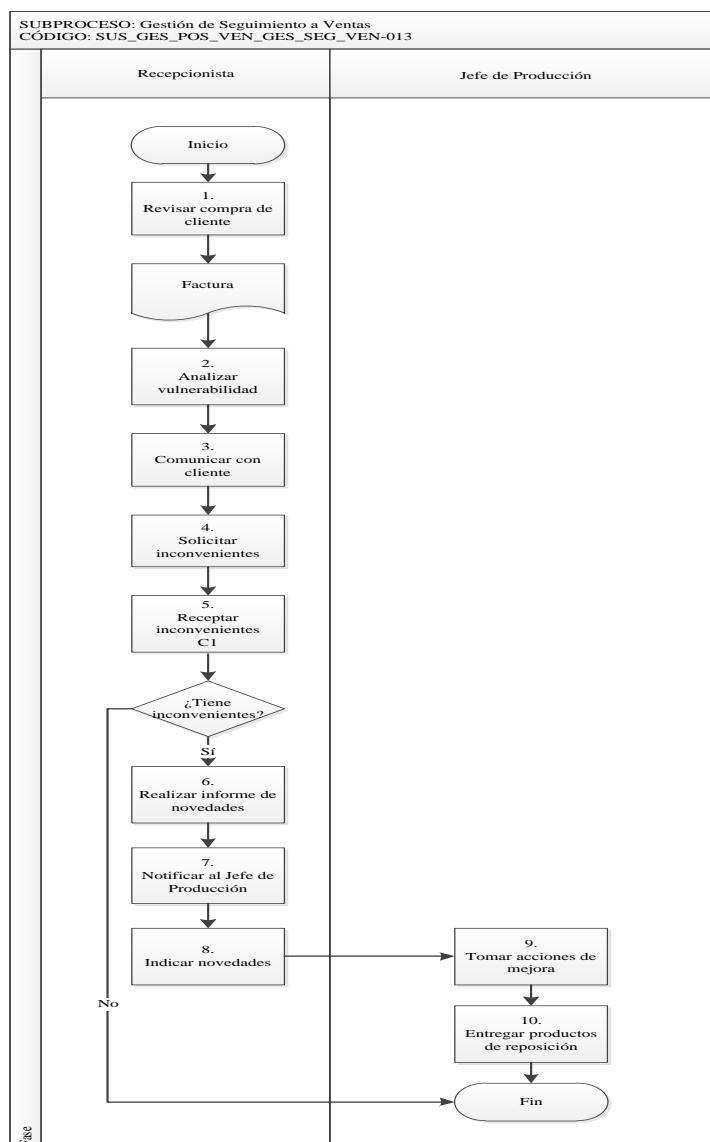 SUBPROCESO: Gestión de Seguimiento a Ventas
CÓDIGO: SUS_GES_POS_VEN_GES_SEG_VEN-013
Recepcionista
Jefe de Producción
Inicio
1.
Revisar compra de
cliente
Factura
2.
Analizar
vulnerabilidad
3.
Comunicar con
cliente
4.
Solicitar
inconvenientes
5.
Receptar
inconvenientes
C1
¿Tiene
inconvenientes?
Sí
6.
Realizar informe de
novedades
7.
Notificar al Jefe de
Producción
8.
Indicar novedades
9.
Tomar acciones de
mejora
No
10.
Entregar productos
de reposición
Fin